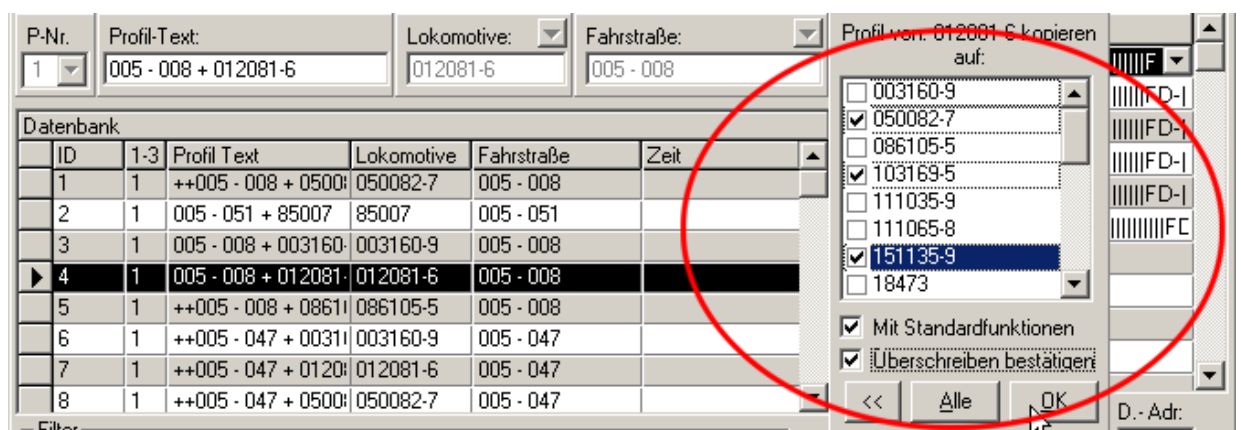 P-Nr. Profil-Text: Lokomotive: Fahrstraße:
1 005 - 008 + 012081-6 012081-6 005 - 008
Datenbank
ID 1-3 Profil Text Lokomotive Fahrstraße Zeit
1 1 ++005 - 008 + 0500 050082-7 005 - 008
2 1 005 - 051 + 85007 85007 005 - 051
3 1 005 - 008 + 003160- 003160-9 005 - 008
4 1 005 - 008 + 012081- 012081-6 005 - 008
5 1 ++005 - 008 + 0861 086105-5 005 - 008
6 1 ++005 - 047 + 0031 003160-9 005 - 047
7 1 ++005 - 047 + 0120 012081-6 005 - 047
8 1 ++005 - 047 + 0500 050082-7 005 - 047
Filter
Profil von: 012081-6 kopieren
auf:
003160-9
050082-7
086105-5
103169-5
111035-9
111065-8
151135-9
18473
Mit Standardfunktionen
Überschreiben bestätigen
<< Alle OK
||||||F
||||||FD-|
||||||FD-|
||||||FD-|
||||||FD-|
D.- Adr: